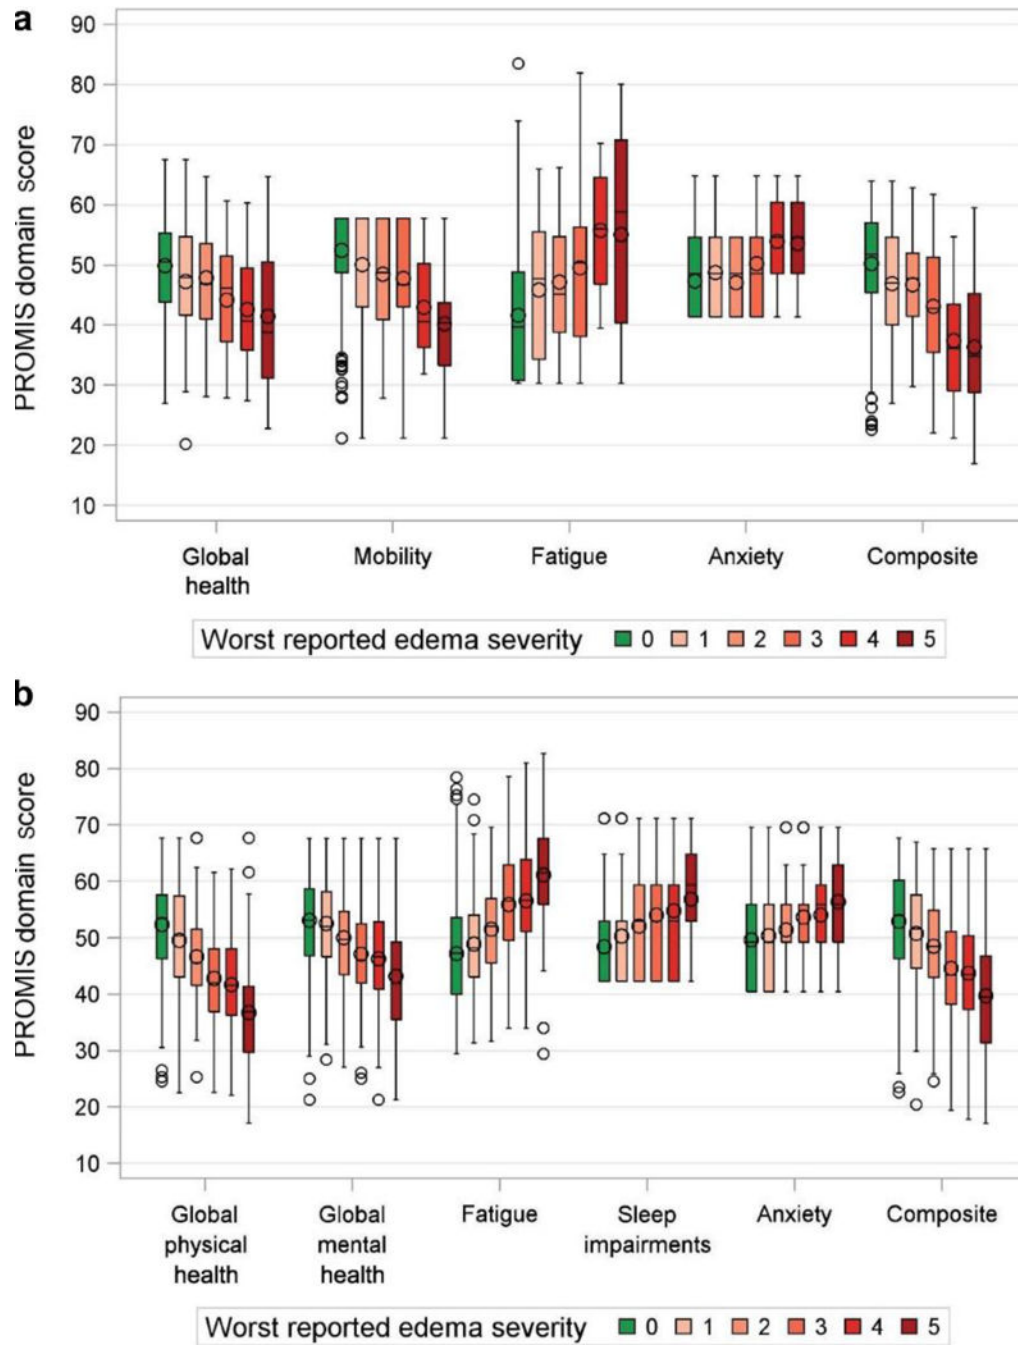 a
PROMIS domain score
90
80
70
60
50
40
30
20
10
Global health
Mobility
Fatigue
Anxiety
Composite
Worst reported edema severity 0 1 2 3 4 5
b
PROMIS domain score
90
80
70
60
50
40
30
20
10
Global physical health
Global mental health
Fatigue
Sleep impairments
Anxiety
Composite
Worst reported edema severity 0 1 2 3 4 5